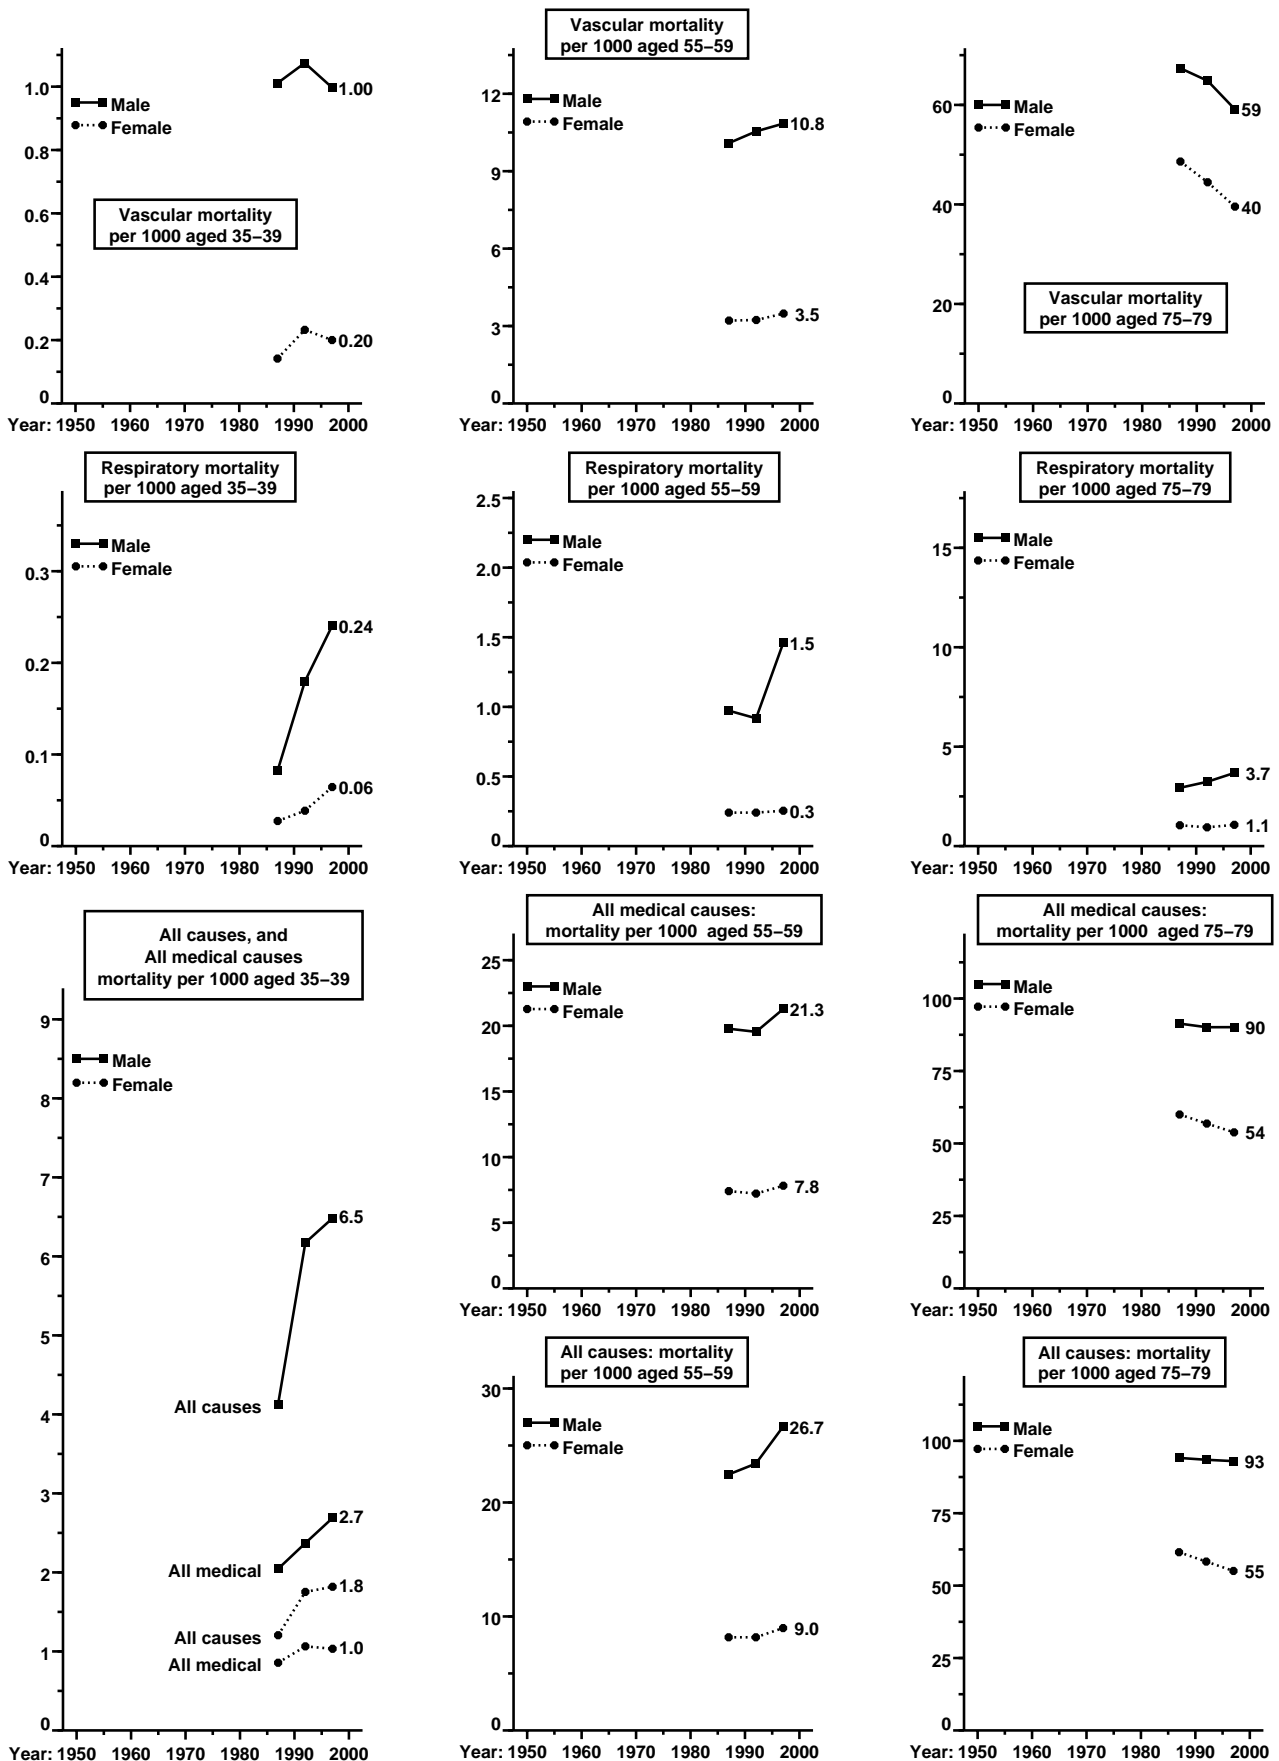 Vascular mortality
per 1000 aged 35–39
Male
Female
1.0
0.8
0.6
0.4
0.2
0
1.00
0.20
Year: 1950 1960 1970 1980 1990 2000
Vascular mortality
per 1000 aged 55–59
Male
Female
12
9
6
3
0
10.8
3.5
Year: 1950 1960 1970 1980 1990 2000
Vascular mortality
per 1000 aged 75–79
Male
Female
60
40
20
0
59
40
Year: 1950 1960 1970 1980 1990 2000
Respiratory mortality
per 1000 aged 35–39
Male
Female
0.3
0.2
0.1
0
0.24
0.06
Year: 1950 1960 1970 1980 1990 2000
Respiratory mortality
per 1000 aged 55–59
Male
Female
2.5
2.0
1.5
1.0
0.5
0
1.5
0.3
Year: 1950 1960 1970 1980 1990 2000
Respiratory mortality
per 1000 aged 75–79
Male
Female
15
10
5
0
3.7
1.1
Year: 1950 1960 1970 1980 1990 2000
All causes, and
All medical causes
mortality per 1000 aged 35–39
Male
Female
9
8
7
6
5
4
3
2
1
0
6.5
All causes
2.7
All medical
1.8
All causes
1.0
All medical
Year: 1950 1960 1970 1980 1990 2000
All medical causes:
mortality per 1000 aged 55–59
Male
Female
25
20
15
10
5
0
21.3
7.8
Year: 1950 1960 1970 1980 1990 2000
All medical causes:
mortality per 1000 aged 75–79
Male
Female
100
75
50
25
0
90
54
Year: 1950 1960 1970 1980 1990 2000
All causes: mortality
per 1000 aged 55–59
Male
Female
30
20
10
0
26.7
9.0
Year: 1950 1960 1970 1980 1990 2000
All causes: mortality
per 1000 aged 75–79
Male
Female
100
75
50
25
0
93
55
Year: 1950 1960 1970 1980 1990 2000